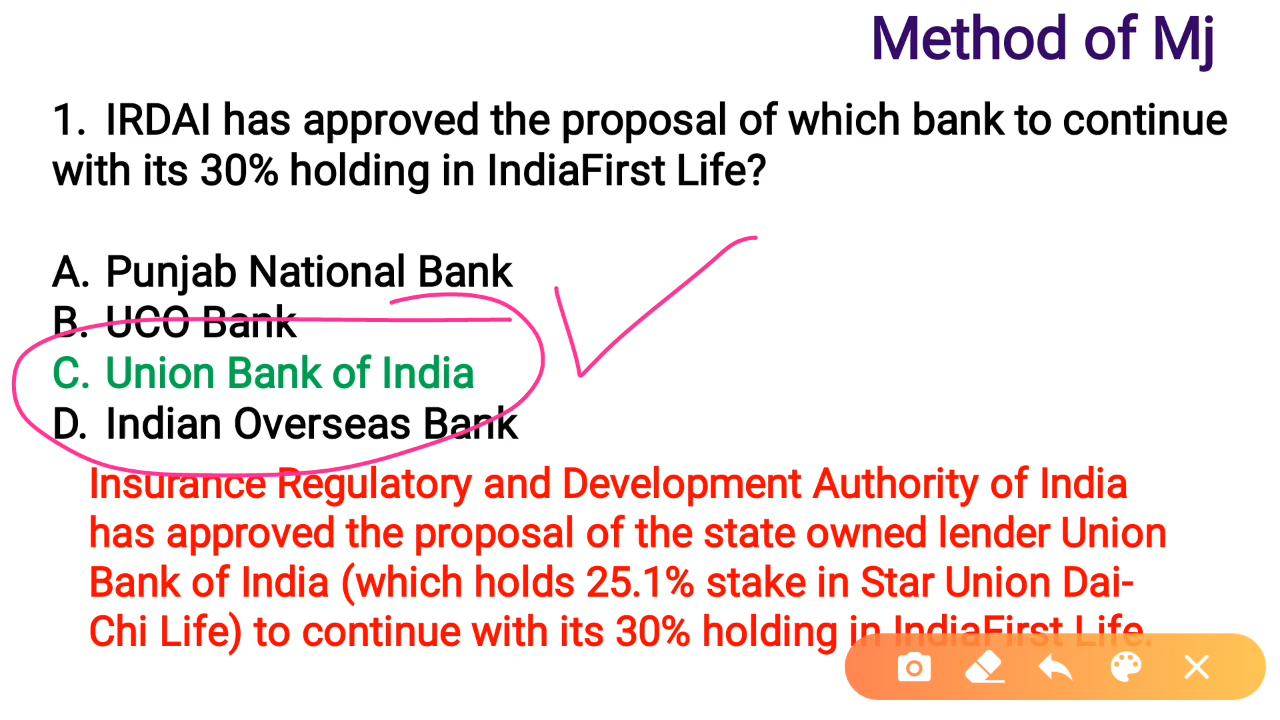 Method of Mj
1. IRDAI has approved the proposal of which bank to continue
with its 30% holding in IndiaFirst Life?
A. Punjab National Bank
B. UCO Bank
C. Union Bank of India
D. Indian Overseas Bank
Insurance Regulatory and Development Authority of India
has approved the proposal of the state owned lender Union
Bank of India (which holds 25.1% stake in Star Union Dai-
Chi Life) to continue with its 30% holding in IndiaFirst Life.